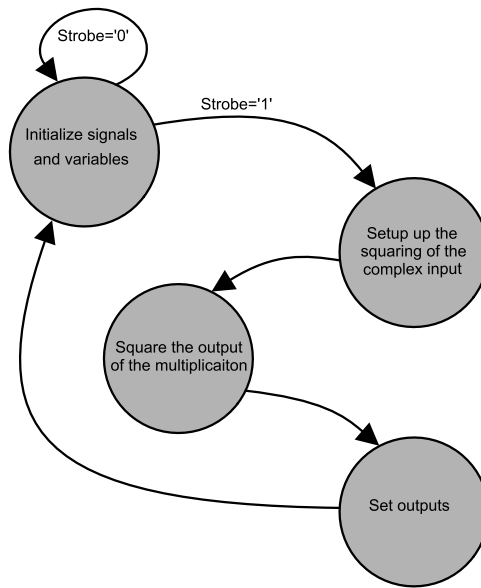 Strobe='0'
Strobe='1'
Initialize signals
and variables
Setup up the
squaring of the
complex input
Square the output
of the multiplicaiton
Set outputs